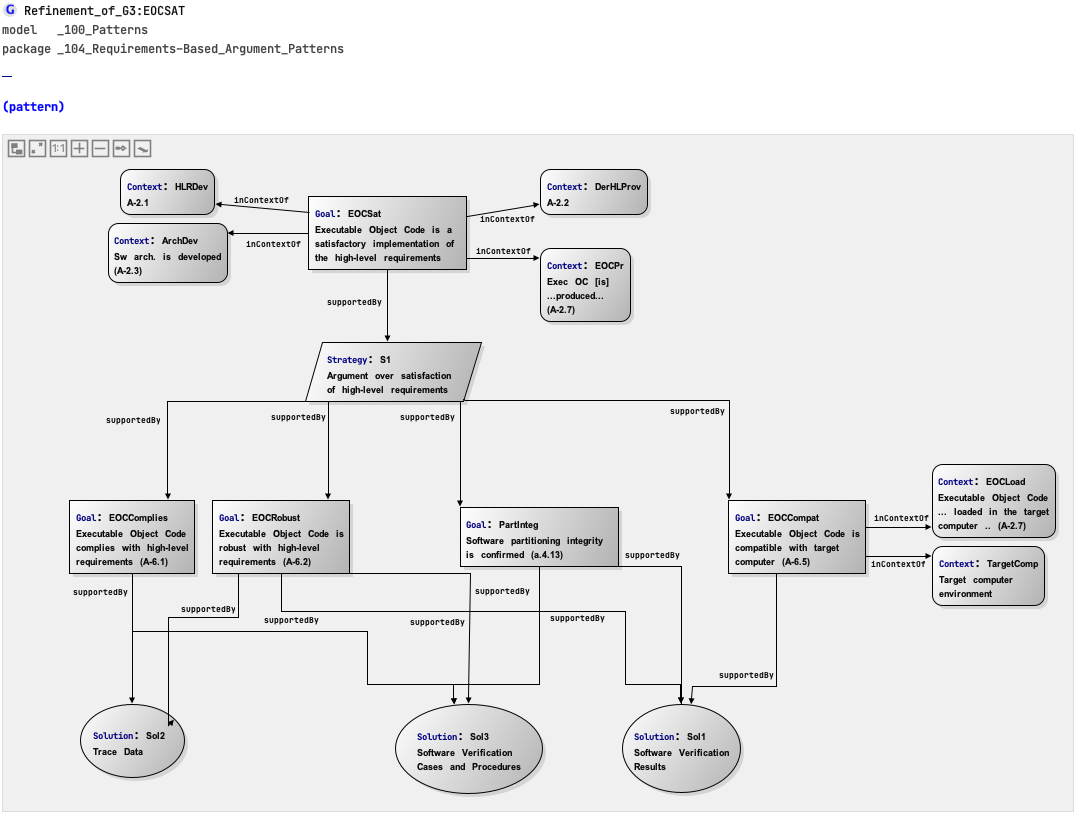 G Refinement_of_G3:EOCSAT
model _100_Patterns
package _104_Requirements-Based_Argument_Patterns
(pattern)
1:1
Context: HLRDev
A-2.1
inContextOf
Context: DerHLProv
A-2.2
inContextOf
Goal: EOCSat
Executable Object Code is a
satisfactory implementation of
the high-level requirements
Context: ArchDev
Sw arch. is developed
(A-2.3)
inContextOf
inContextOf
Context: EOCPr
Exec OC [is]
...produced...
(A-2.7)
supportedBy
Strategy: S1
Argument over satisfaction
of high-level requirements
supportedBy
supportedBy
supportedBy
supportedBy
Goal: EOCComplies
Executable Object Code
complies with high-level
requirements (A-6.1)
Goal: EOCRobust
Executable Object Code is
robust with high-level
requirements (A-6.2)
Goal: PartInteg
Software partitioning integrity
is confirmed (a.4.13)
Goal: EOCCompat
Executable Object Code is
compatible with target
computer (A-6.5)
Context: EOCLoad
Executable Object Code
... loaded in the target
computer .. (A-2.7)
inContextOf
inContextOf
Context: TargetComp
Target computer
environment
supportedBy
supportedBy
supportedBy
supportedBy
supportedBy
supportedBy
supportedBy
supportedBy
Solution: Sol2
Trace Data
Solution: Sol3
Software Verification
Cases and Procedures
Solution: Sol1
Software Verification
Results